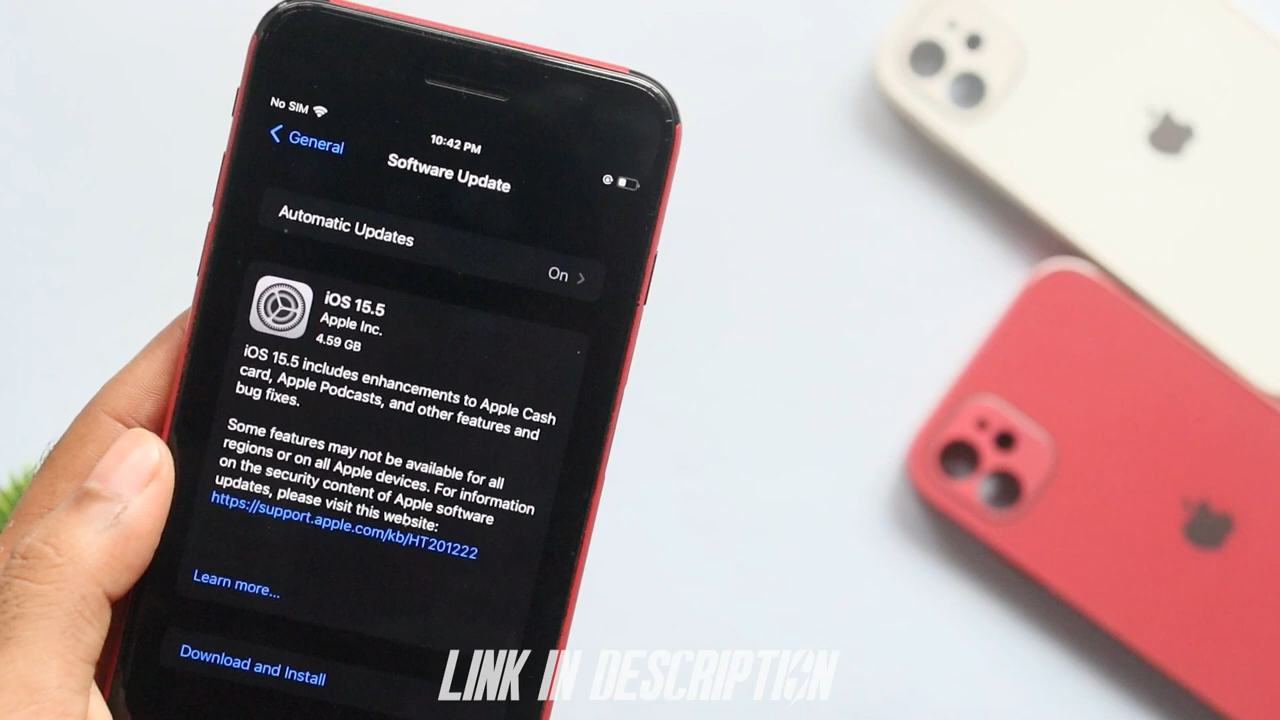 No SIM
10:42 PM
General
Software Update
Automatic Updates
On
iOS 15.5
Apple Inc.
4.59 GB
iOS 15.5 includes enhancements to Apple Cash
card, Apple Podcasts, and other features and
bug fixes.
Some features may not be available for all
regions or on all Apple devices. For information
on the security content of Apple software
updates, please visit this website:
https://support.apple.com/kb/HT201222
Learn more...
Download and Install
LINK IN DESCRIPTION